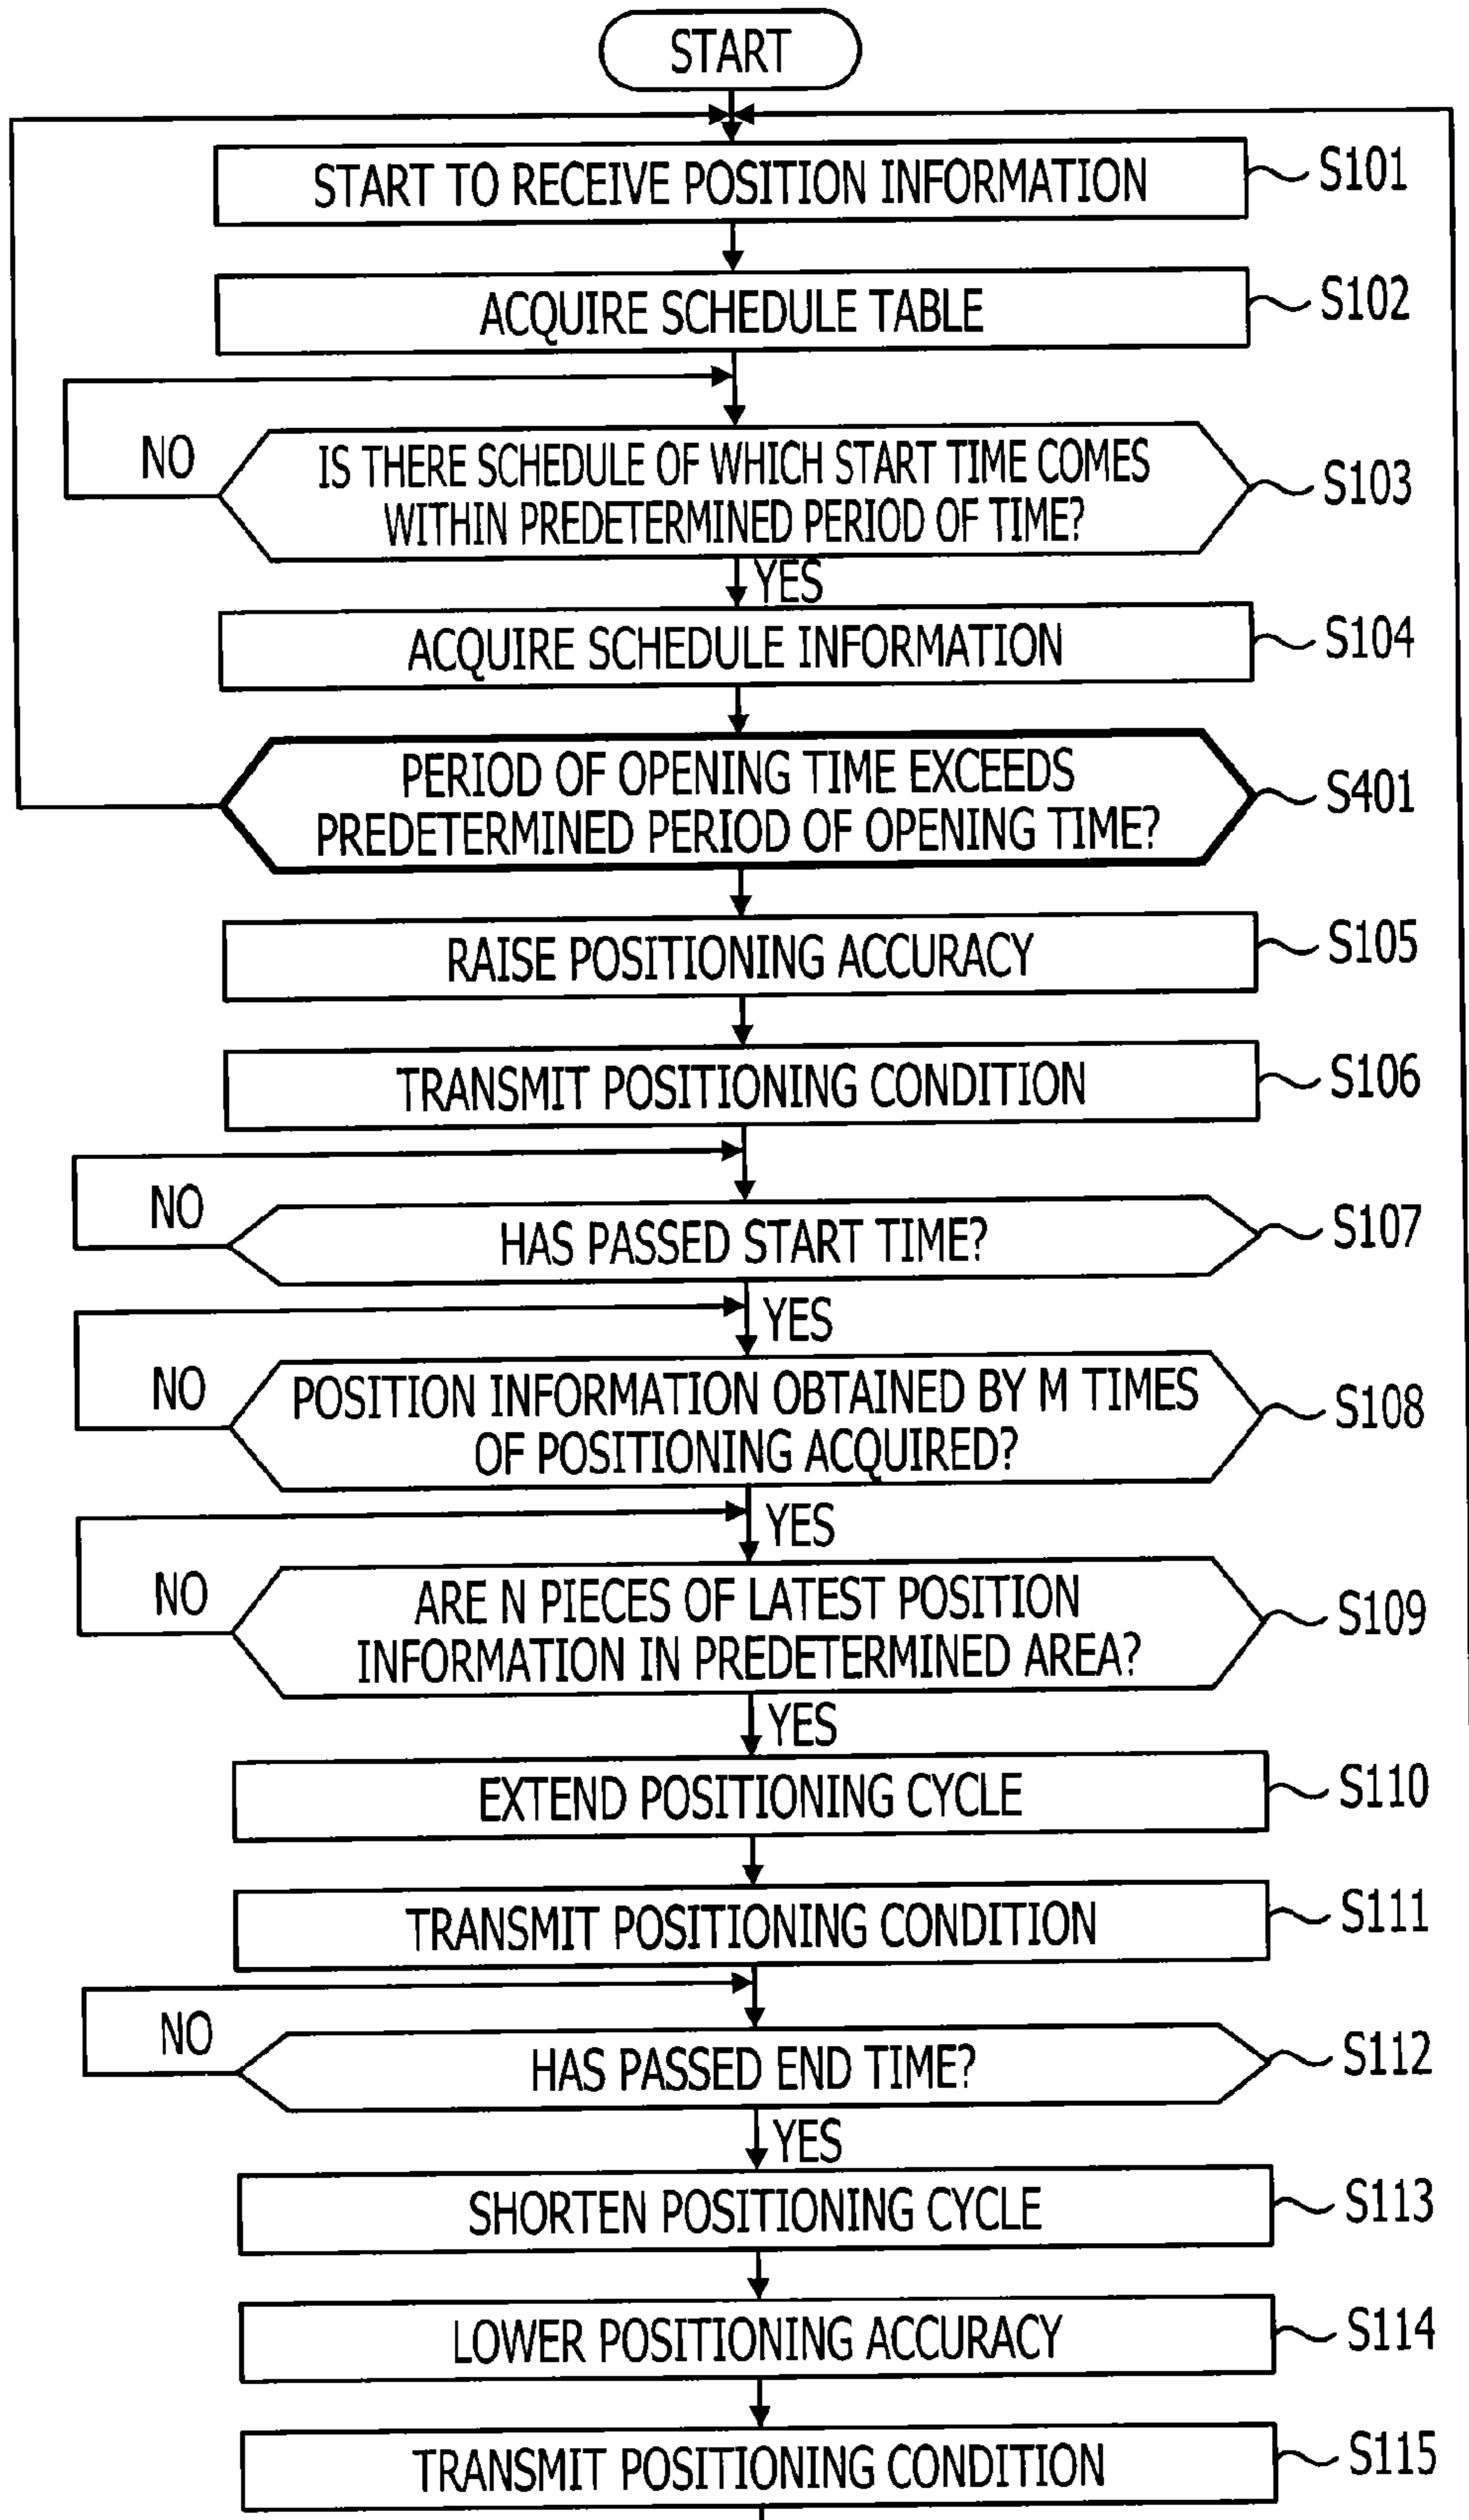 START
START TO RECEIVE POSITION INFORMATION
S101
ACQUIRE SCHEDULE TABLE
S102
NO
IS THERE SCHEDULE OF WHICH START TIME COMES
WITHIN PREDETERMINED PERIOD OF TIME?
S103
YES
ACQUIRE SCHEDULE INFORMATION
S104
PERIOD OF OPENING TIME EXCEEDS
PREDETERMINED PERIOD OF OPENING TIME?
S401
RAISE POSITIONING ACCURACY
S105
TRANSMIT POSITIONING CONDITION
S106
NO
HAS PASSED START TIME?
S107
YES
NO
POSITION INFORMATION OBTAINED BY M TIMES
OF POSITIONING ACQUIRED?
S108
YES
NO
ARE N PIECES OF LATEST POSITION
INFORMATION IN PREDETERMINED AREA?
S109
YES
EXTEND POSITIONING CYCLE
S110
TRANSMIT POSITIONING CONDITION
S111
NO
HAS PASSED END TIME?
S112
YES
SHORTEN POSITIONING CYCLE
S113
LOWER POSITIONING ACCURACY
S114
TRANSMIT POSITIONING CONDITION
S115